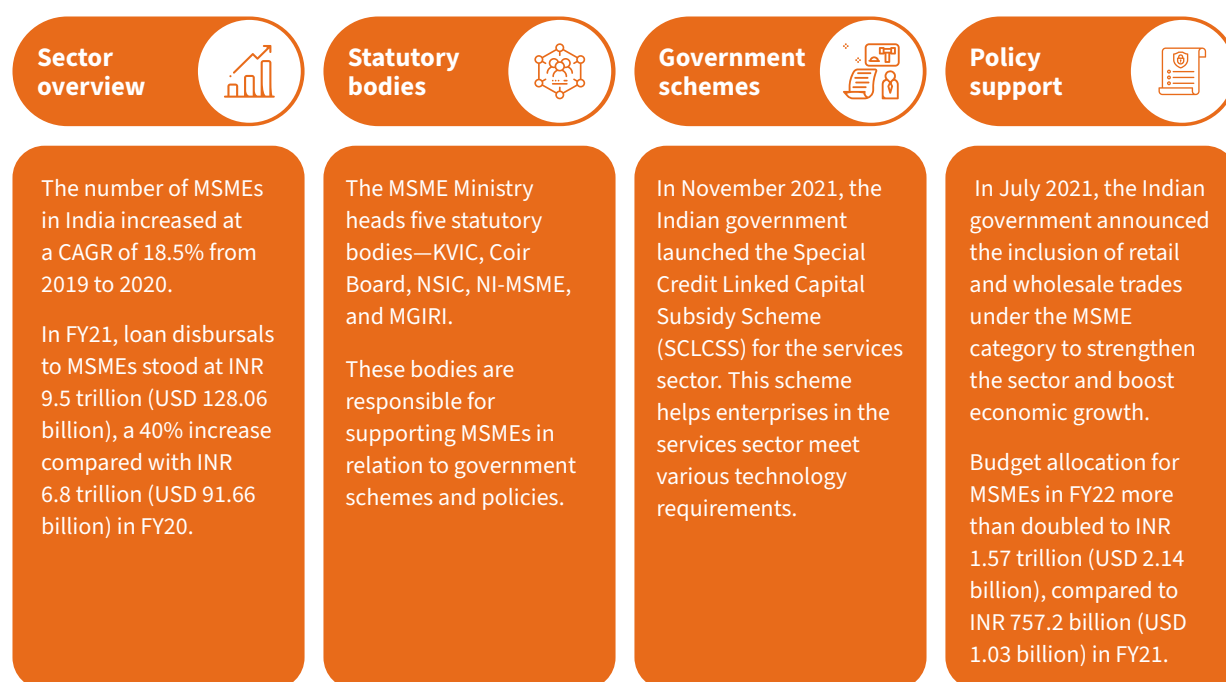 Sector
overview
Statutory
bodies
Government
schemes
Policy
support
The number of MSMEs
in India increased at
a CAGR of 18.5% from
2019 to 2020.
In FY21, loan disbursals
to MSMEs stood at INR
9.5 trillion (USD 128.06
billion), a 40% increase
compared with INR
6.8 trillion (USD 91.66
billion) in FY20.
The MSME Ministry
heads five statutory
bodies—KVIC, Coir
Board, NSIC, NI-MSME,
and MGIRI.
These bodies are
responsible for
supporting MSMEs in
relation to government
schemes and policies.
In November 2021, the
Indian government
launched the Special
Credit Linked Capital
Subsidy Scheme
(SCLCSS) for the services
sector. This scheme
helps enterprises in the
services sector meet
various technology
requirements.
In July 2021, the Indian
government announced
the inclusion of retail
and wholesale trades
under the MSME
category to strengthen
the sector and boost
economic growth.
Budget allocation for
MSMEs in FY22 more
than doubled to INR
1.57 trillion (USD 2.14
billion), compared to
INR 757.2 billion (USD
1.03 billion) in FY21.